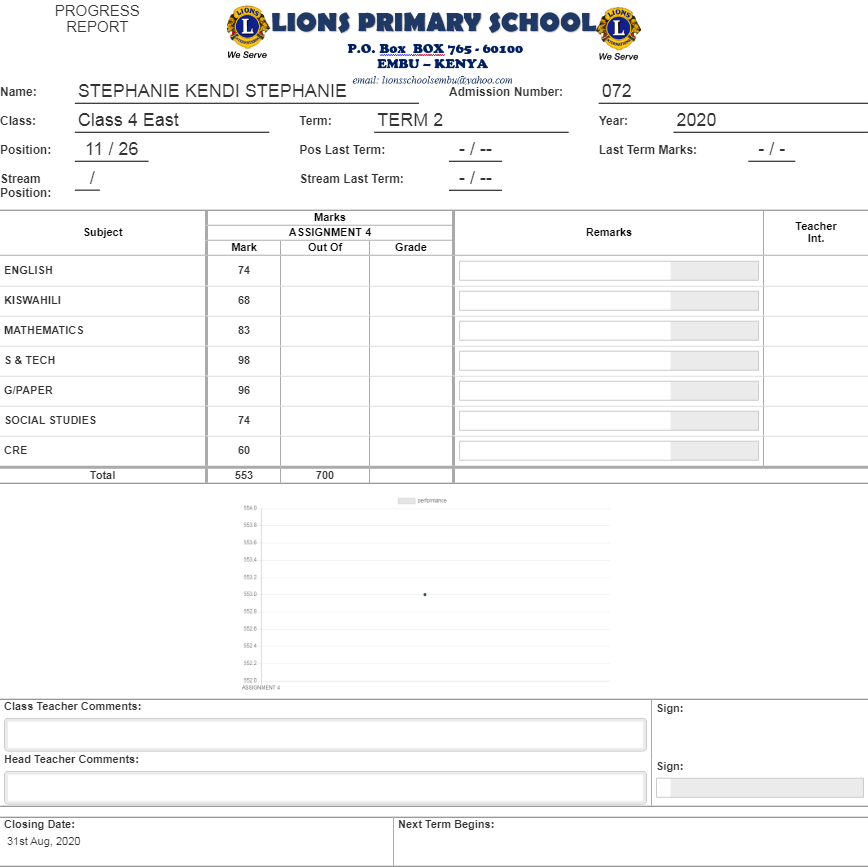 PROGRESS
REPORT
LIONS
L
INTERNATIONAL
We Serve
LIONS PRIMARY SCHOOL
P.O. Box BOX 765 - 60100
EMBU – KENYA
email: lionsschoolsembu@yahoo.com
LIONS
L
INTERNATIONAL
We Serve
Name: STEPHANIE KENDI STEPHANIE Admission Number: 072
Class: Class 4 East Term: TERM 2 Year: 2020
Position: 11 / 26 Pos Last Term: - / -- Last Term Marks: - / -
Stream Position: / Stream Last Term: - / --
Subject Marks Remarks Teacher Int.
ASSIGNMENT 4
Mark Out Of Grade
ENGLISH 74
KISWAHILI 68
MATHEMATICS 83
S & TECH 98
G/PAPER 96
SOCIAL STUDIES 74
CRE 60
Total 553 700
performance
554.0
553.8
553.6
553.4
553.2
553.0
552.8
552.6
552.4
552.2
552.0
ASSIGNMENT 4
Class Teacher Comments: Sign:
Head Teacher Comments: Sign:
Closing Date: Next Term Begins:
31st Aug, 2020